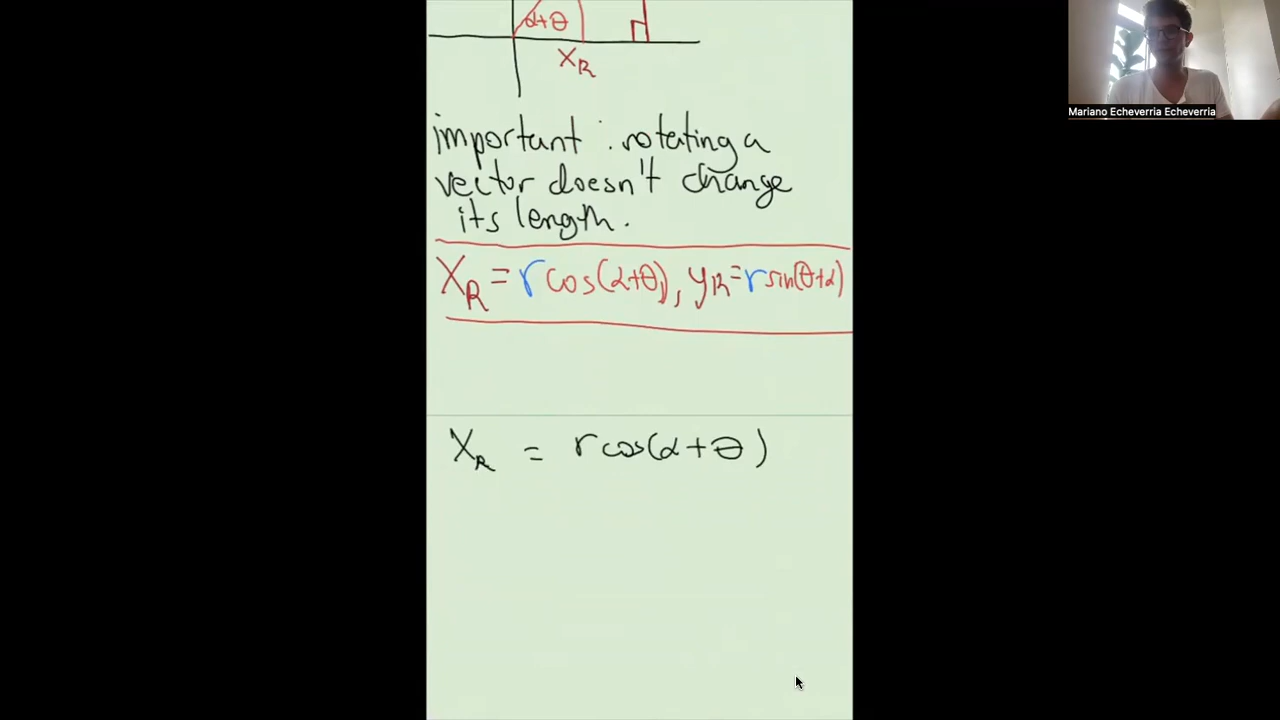 α+θ
X_R
important : rotating a
vector doesn't change
its length.
X_R = r cos(α+θ), y_R = r sin(θ+α)
X_R = r cos(α+θ)
Mariano Echeverria Echeverria